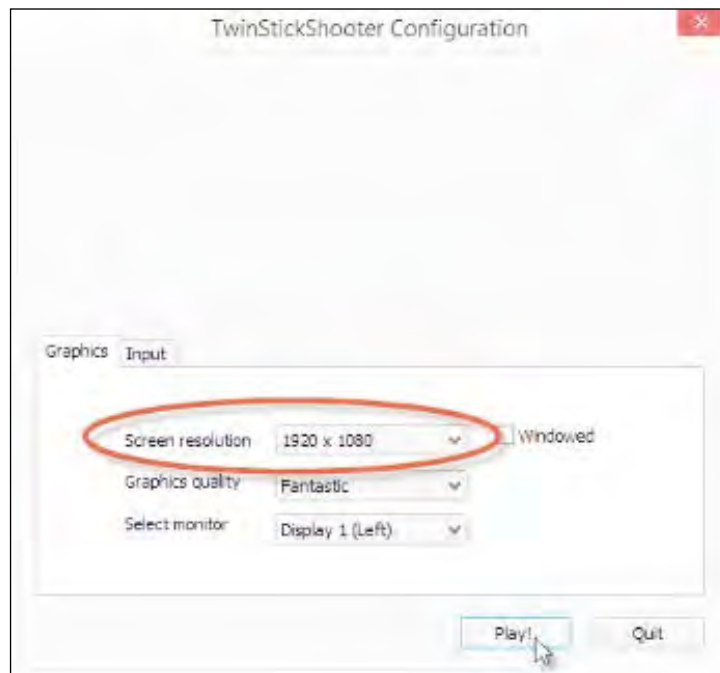 TwinStickShooter Configuration
Graphics Input
Screen resolution 1920 x 1080 Windowed
Graphics quality Fantastic
Select monitor Display 1 (Left)
Play! Quit